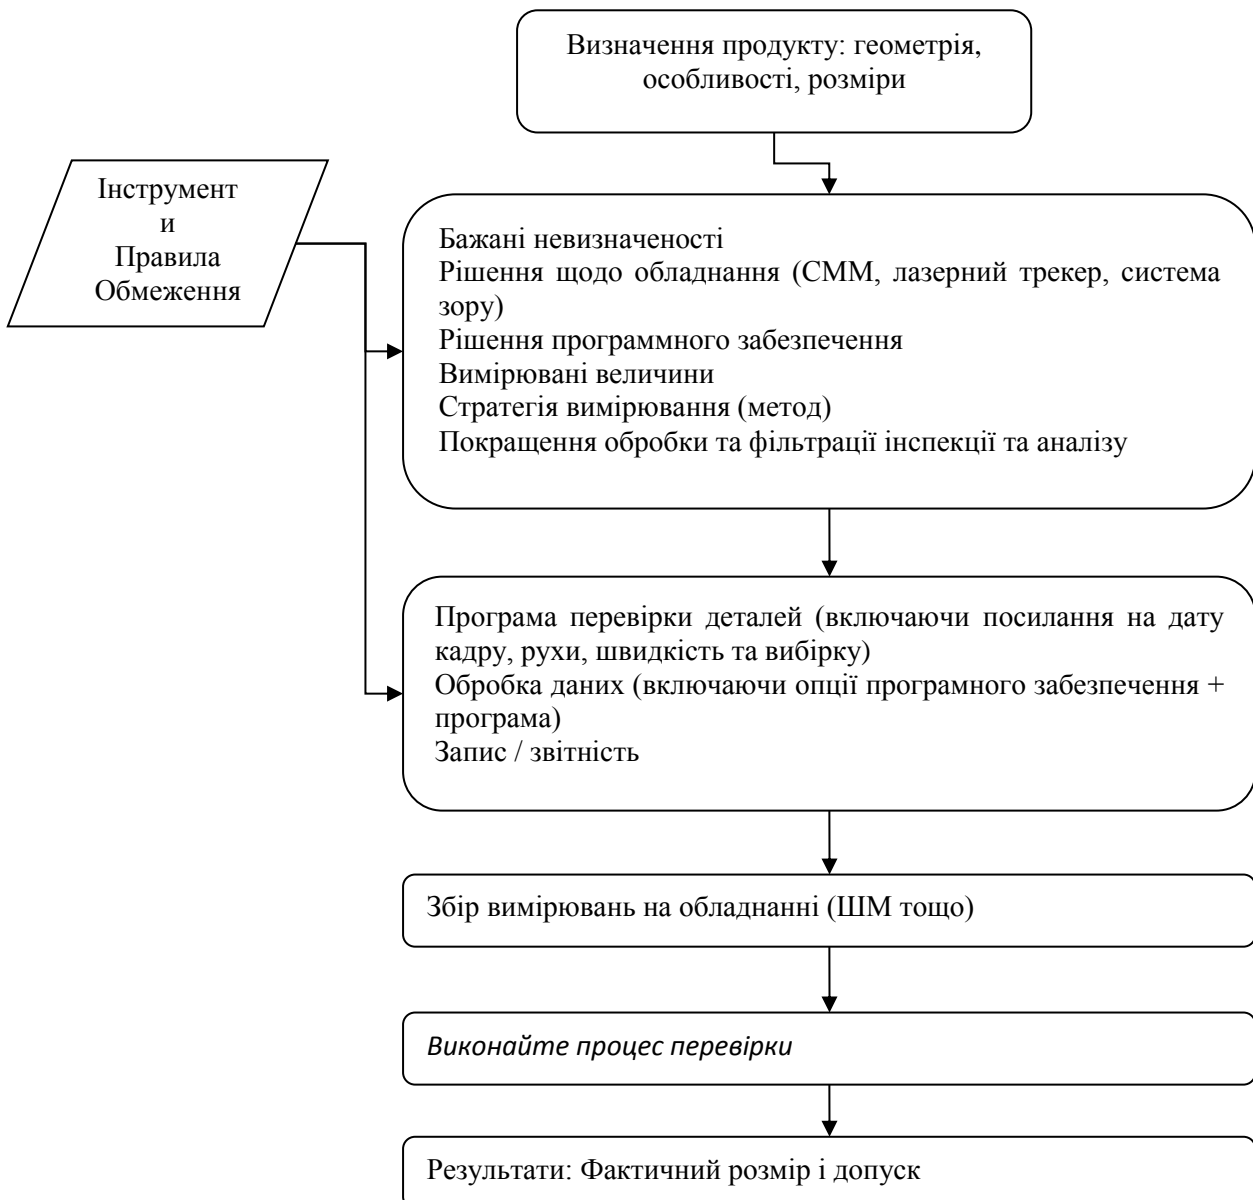 Визначення продукту: геометрія,
особливості, розміри
Інструмент
и
Правила
Обмеження
Бажані невизначеності
Рішення щодо обладнання (СММ, лазерний трекер, система
зору)
Рішення программного забезпечення
Вимірювані величини
Стратегія вимірювання (метод)
Покращення обробки та фільтрації інспекції та аналізу
Програма перевірки деталей (включаючи посилання на дату
кадру, рухи, швидкість та вибірку)
Обробка даних (включаючи опції програмного забезпечення +
програма)
Запис / звітність
Збір вимірювань на обладнанні (ШМ тощо)
Виконайте процес перевірки
Результати: Фактичний розмір і допуск